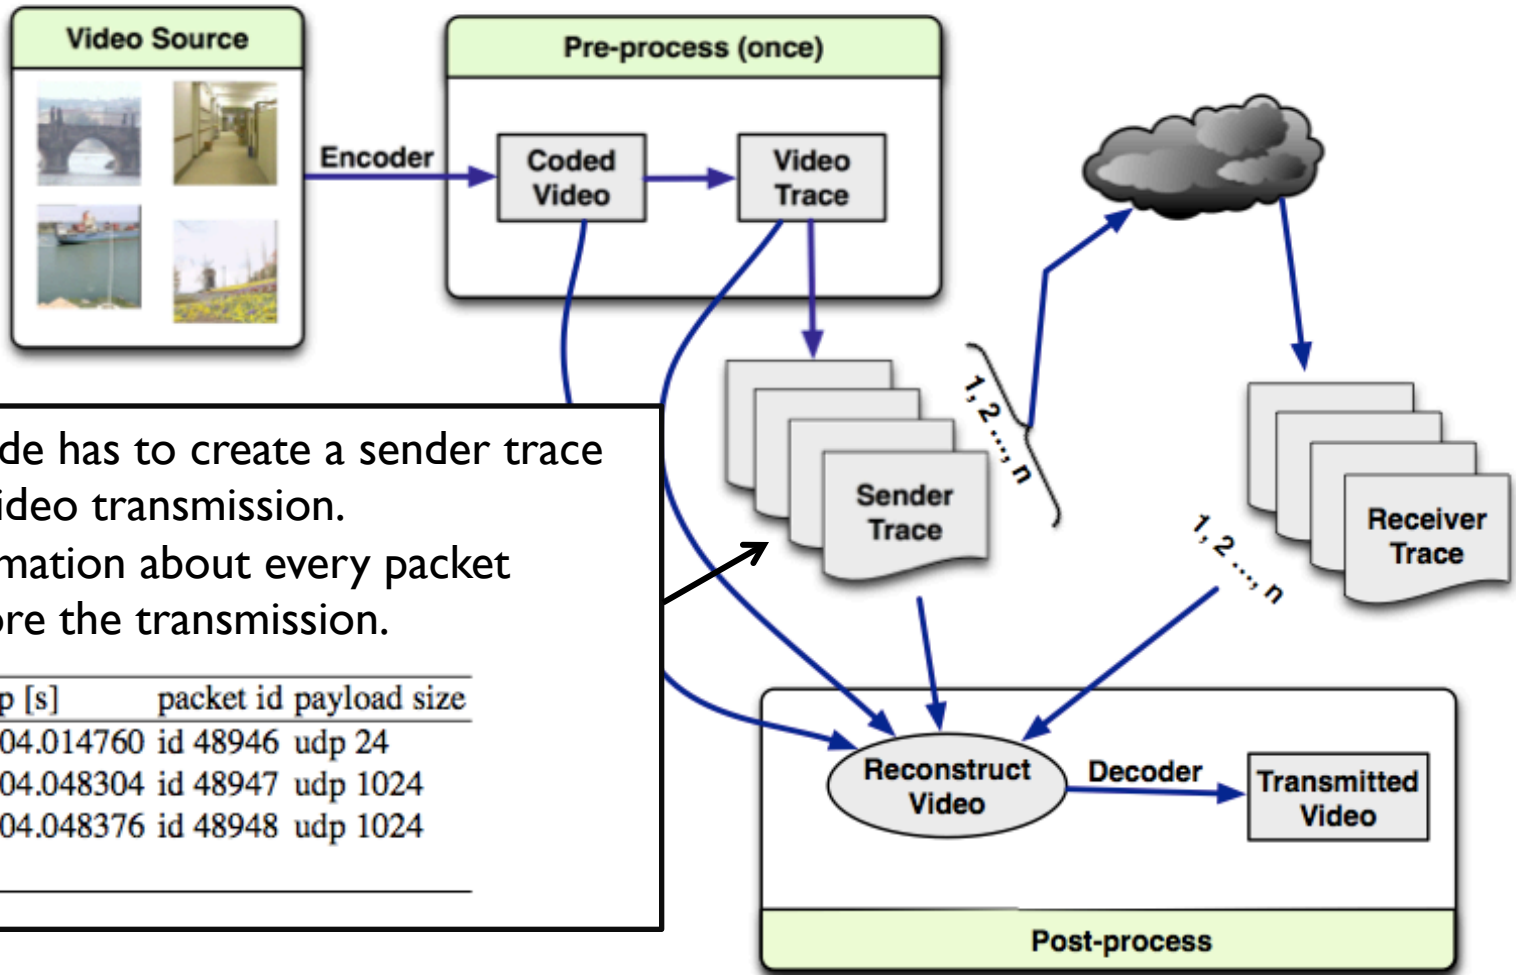 Video Source
Pre-process (once)
Encoder
Coded
Video
Video
Trace
1, 2 ..., n
Sender
Trace
1, 2 ..., n
Receiver
Trace
de has to create a sender trace
ideo transmission.
mation about every packet
re the transmission.
p [s] packet id payload size
04.014760 id 48946 udp 24
04.048304 id 48947 udp 1024
04.048376 id 48948 udp 1024
Reconstruct
Video
Decoder
Transmitted
Video
Post-process